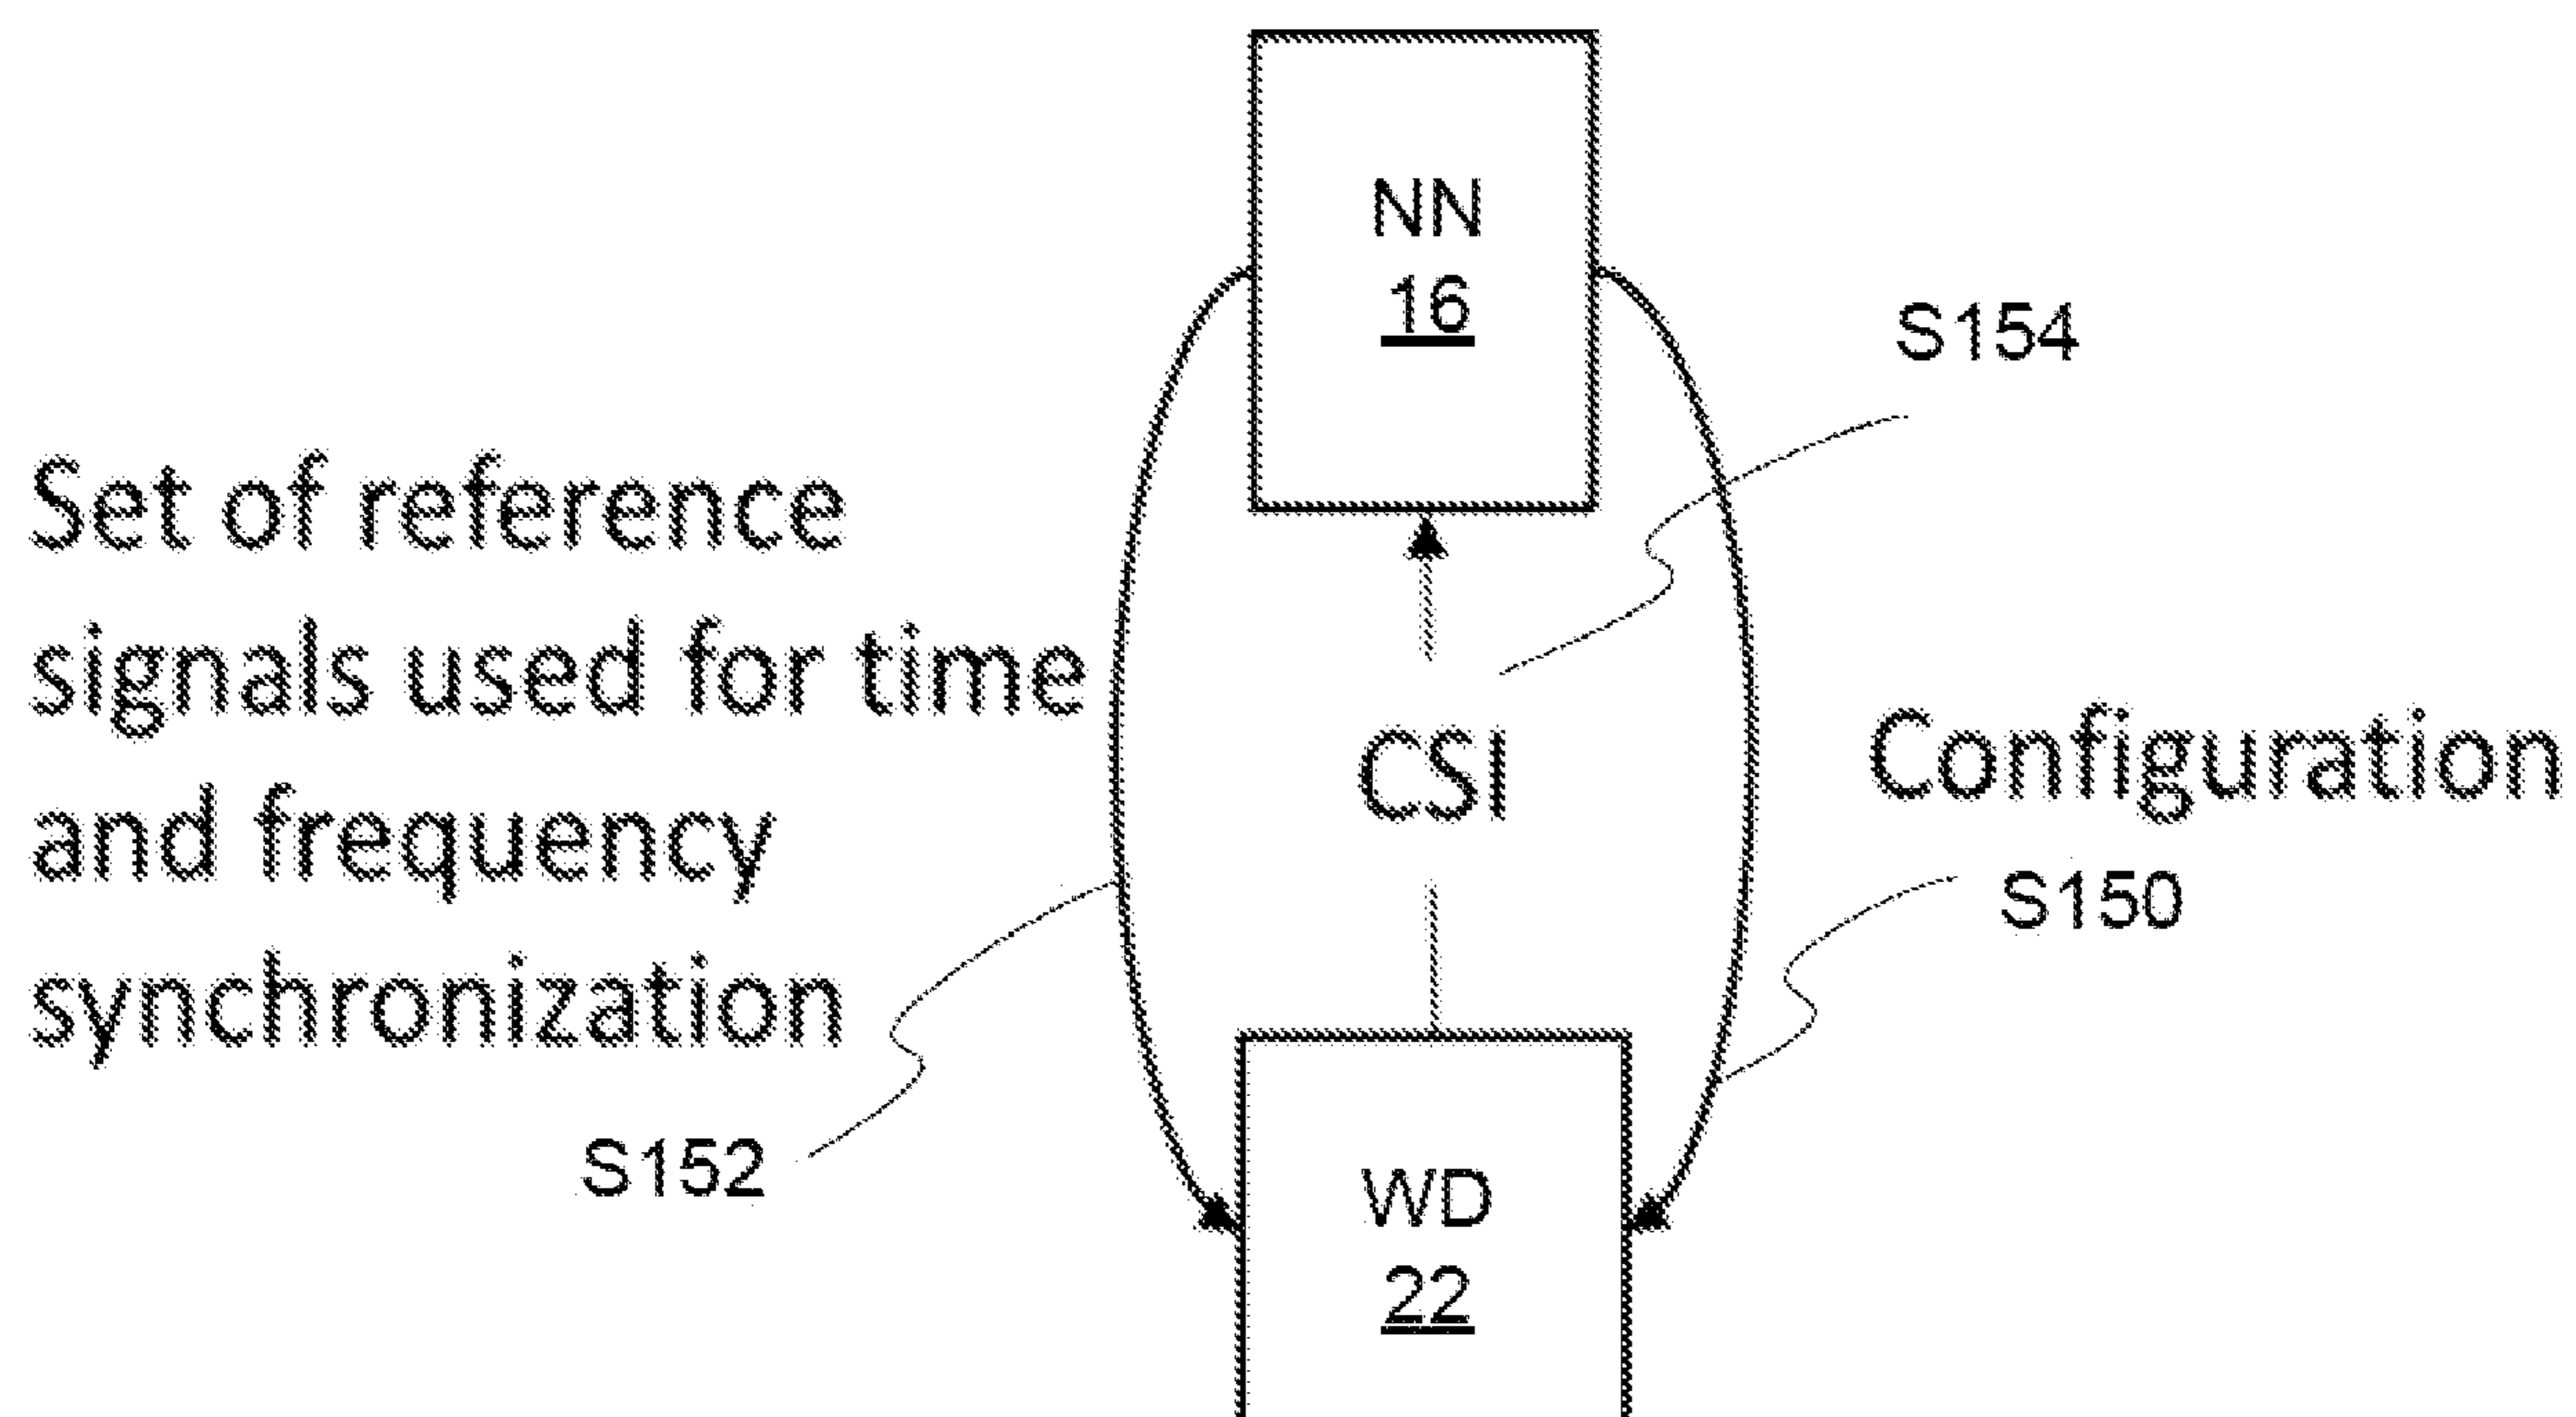 NN
16
S154
Set of reference
signals used for time
and frequency
synchronization
CSI
Configuration
S150
S152
WD
22